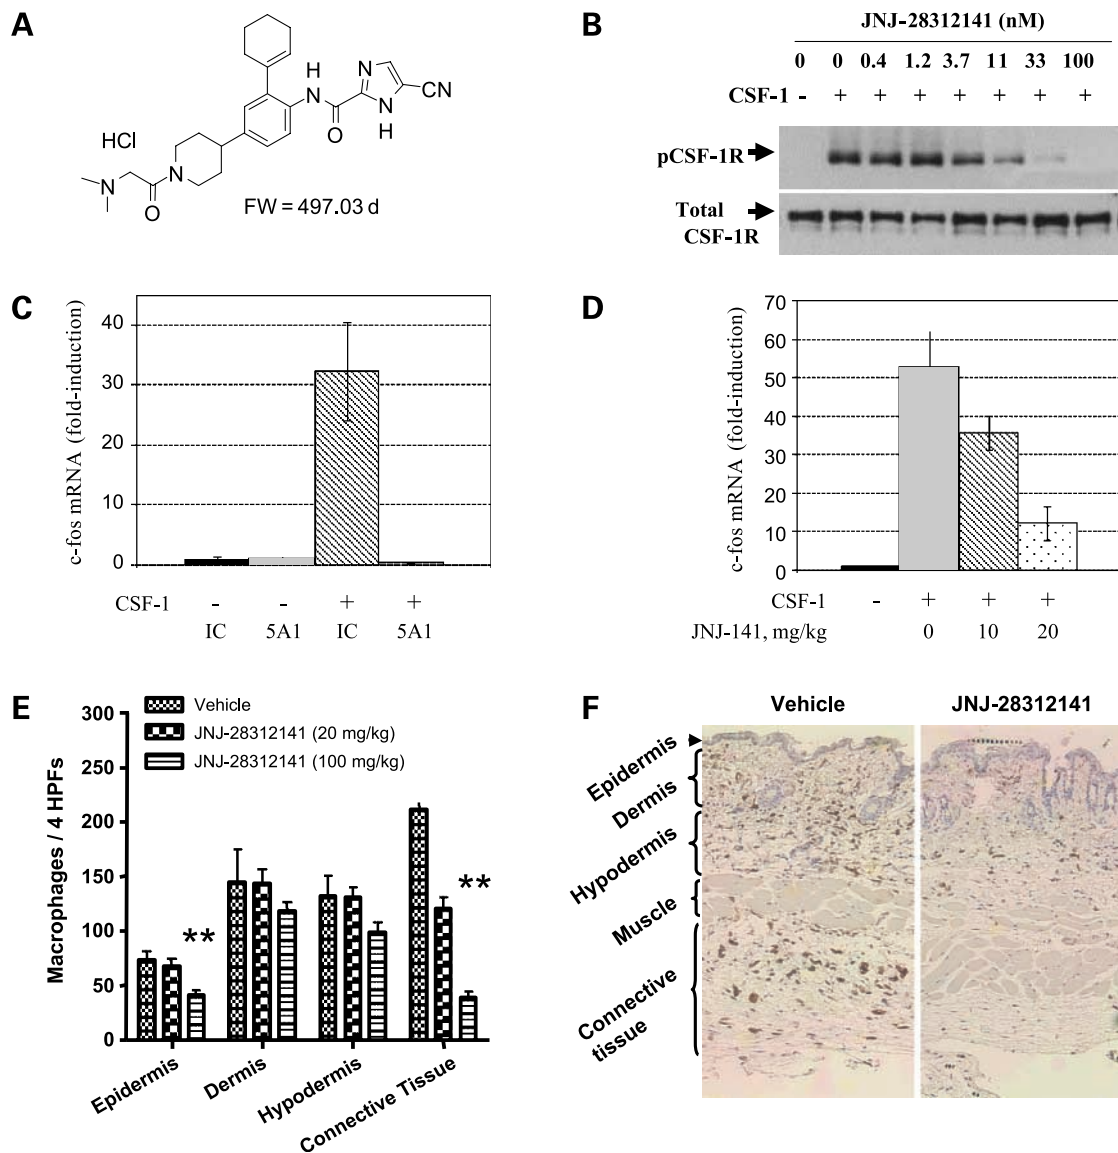 A
H
N
N
CN
O
N
H
HCl
N
N
O
FW = 497.03 d
B
JNJ-28312141 (nM)
0 0 0.4 1.2 3.7 11 33 100
CSF-1 - + + + + + + +
pCSF-1R
Total
CSF-1R
C
c-fos mRNA (fold-induction)
40
30
20
10
0
CSF-1 - - + +
IC 5A1 IC 5A1
D
c-fos mRNA (fold-induction)
70
60
50
40
30
20
10
0
CSF-1 - + + +
JNJ-141, mg/kg 0 10 20
E
Vehicle
JNJ-28312141 (20 mg/kg)
JNJ-28312141 (100 mg/kg)
Macrophages / 4 HPFs
300
250
200
150
100
50
0
**
**
Epidermis
Dermis
Hypodermis
Connective Tissue
F
Vehicle JNJ-28312141
Epidermis
Dermis
Hypodermis
Muscle
Connective
tissue